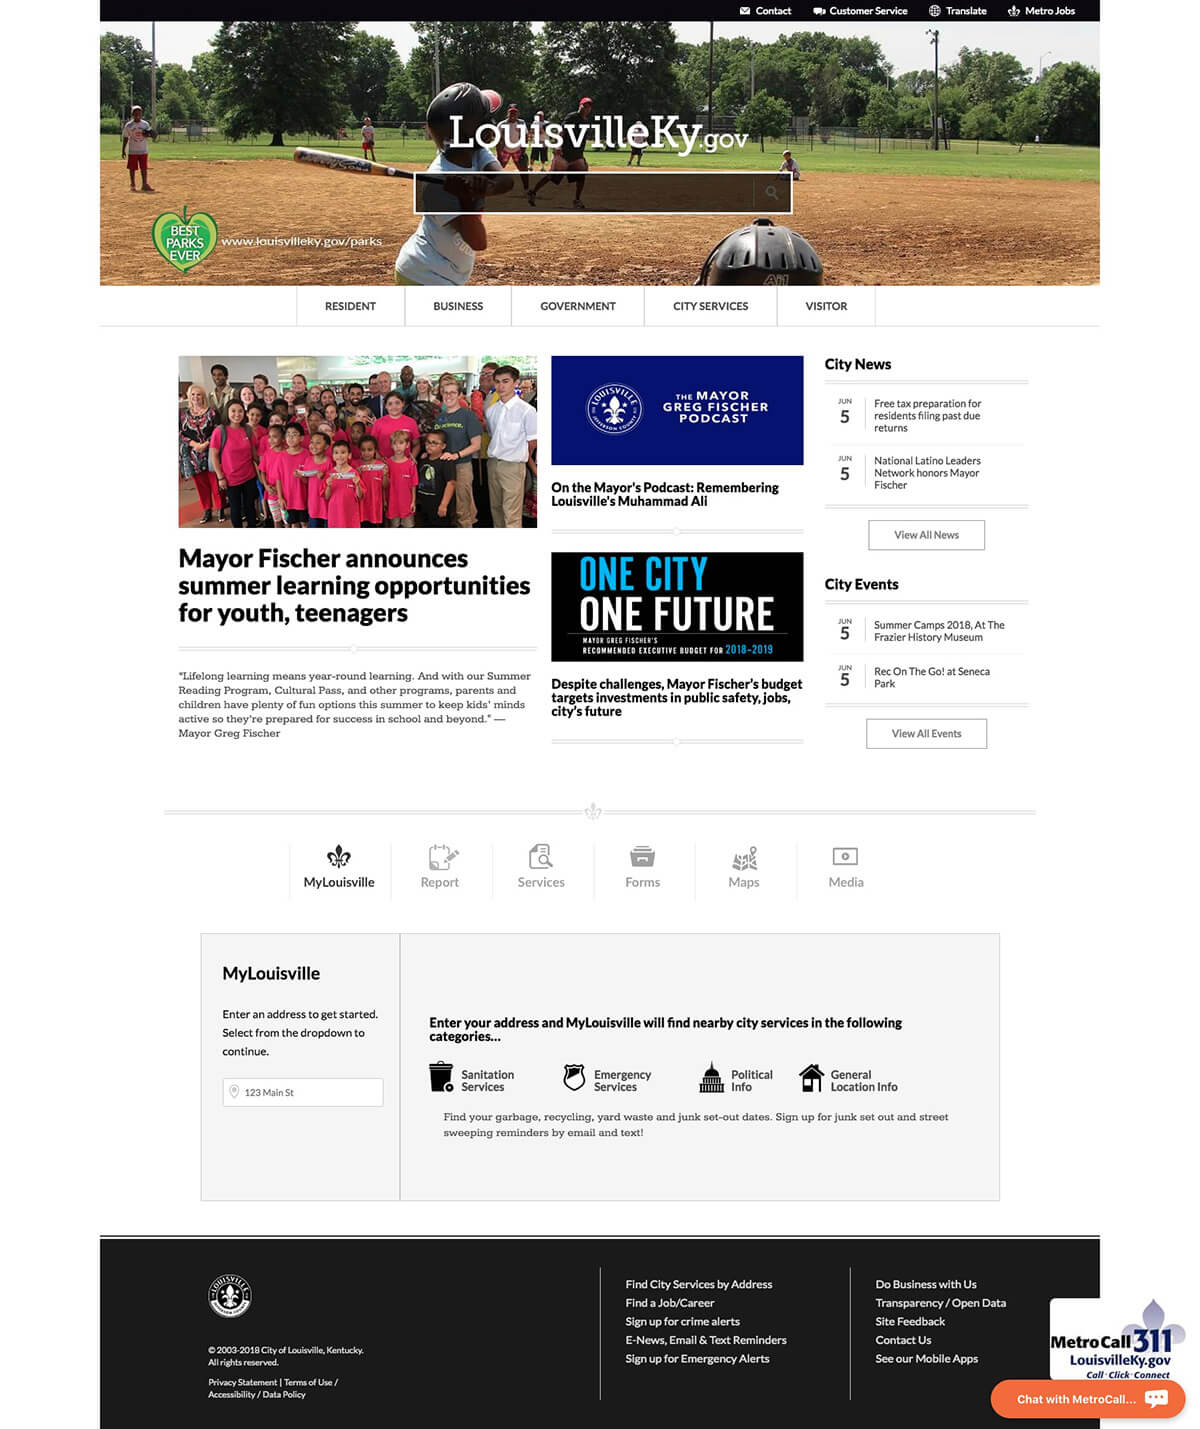 Contact
Customer Service
Translate
Metro Jobs
LouisvilleKy.gov
BEST
PARKS
EVER
www.louisvilleky.gov/parks
RESIDENT
BUSINESS
GOVERNMENT
CITY SERVICES
VISITOR
Mayor Fischer announces
summer learning opportunities
for youth, teenagers
"Lifelong learning means year-round learning. And with our Summer
Reading Program, Cultural Pass, and other programs, parents and
children have plenty of fun options this summer to keep kids' minds
active so they're prepared for success in school and beyond." —
Mayor Greg Fischer
LOUISVILLE
JEFFERSON COUNTY
THE MAYOR
GREG FISCHER
PODCAST
On the Mayor's Podcast: Remembering
Louisville's Muhammad Ali
ONE CITY
ONE FUTURE
MAYOR GREG FISCHER'S
RECOMMENDED EXECUTIVE BUDGET FOR 2018-2019
Despite challenges, Mayor Fischer's budget
targets investments in public safety, jobs,
city's future
City News
JUN
5
Free tax preparation for
residents filing past due
returns
JUN
5
National Latino Leaders
Network honors Mayor
Fischer
View All News
City Events
JUN
5
Summer Camps 2018, At The
Frazier History Museum
JUN
5
Rec On The Go! at Seneca
Park
View All Events
MyLouisville
Report
Services
Forms
Maps
Media
MyLouisville
Enter an address to get started.
Select from the dropdown to
continue.
123 Main St
Enter your address and MyLouisville will find nearby city services in the following
categories...
Sanitation
Services
Emergency
Services
Political
Info
General
Location Info
Find your garbage, recycling, yard waste and junk set-out dates. Sign up for junk set out and street
sweeping reminders by email and text!
LOUISVILLE
JEFFERSON COUNTY
© 2003-2018 City of Louisville, Kentucky.
All rights reserved.
Privacy Statement | Terms of Use /
Accessibility / Data Policy
Find City Services by Address
Find a Job/Career
Sign up for crime alerts
E-News, Email & Text Reminders
Sign up for Emergency Alerts
Do Business with Us
Transparency / Open Data
Site Feedback
Contact Us
See our Mobile Apps
MetroCall 311
LouisvilleKy.gov
Call · Click · Connect
Chat with MetroCall...